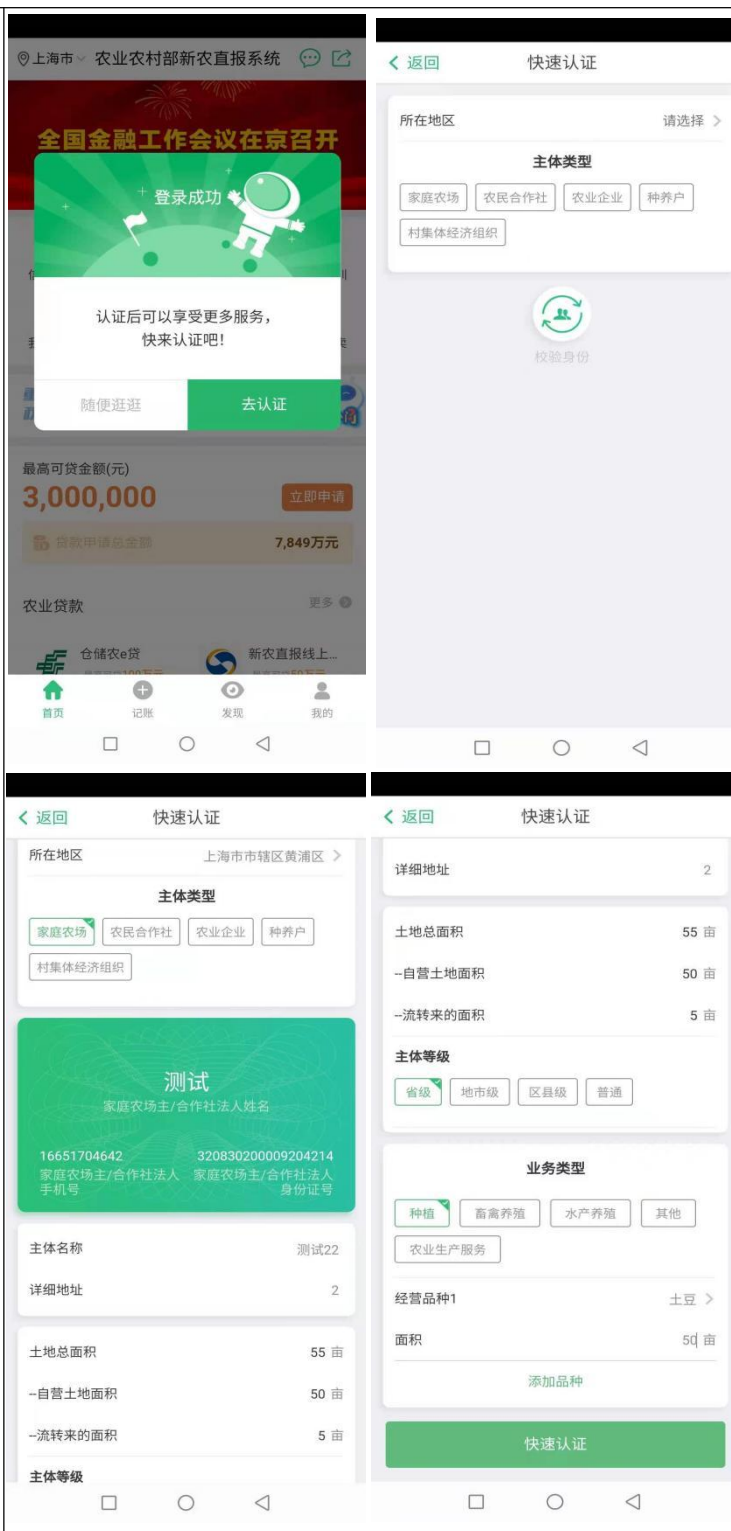 上海市 农业农村部新农直报系统
全国金融工作会议在京召开
登录成功
认证后可以享受更多服务，
快来认证吧！
随便逛逛 去认证
最高可贷金额(元)
3,000,000 立即申请
贷款申请总金额 7,849万元
农业贷款 更多
仓储农e贷 新农直报线上...
首页 记账 发现 我的
返回 快速认证
所在地区 请选择
主体类型
家庭农场 农民合作社 农业企业 种养户
村集体经济组织
校验身份
返回 快速认证
所在地区 上海市市辖区黄浦区
主体类型
家庭农场 农民合作社 农业企业 种养户
村集体经济组织
测试
家庭农场主/合作社法人姓名
16651704642 320830200009204214
家庭农场主/合作社法人 家庭农场主/合作社法人
手机号 身份证号
主体名称 测试22
详细地址 2
土地总面积 55 亩
--自营土地面积 50 亩
--流转来的面积 5 亩
主体等级
返回 快速认证
详细地址 2
土地总面积 55 亩
--自营土地面积 50 亩
--流转来的面积 5 亩
主体等级
省级 地市级 区县级 普通
业务类型
种植 畜禽养殖 水产养殖 其他
农业生产服务
经营品种1 土豆
面积 50 亩
添加品种
快速认证